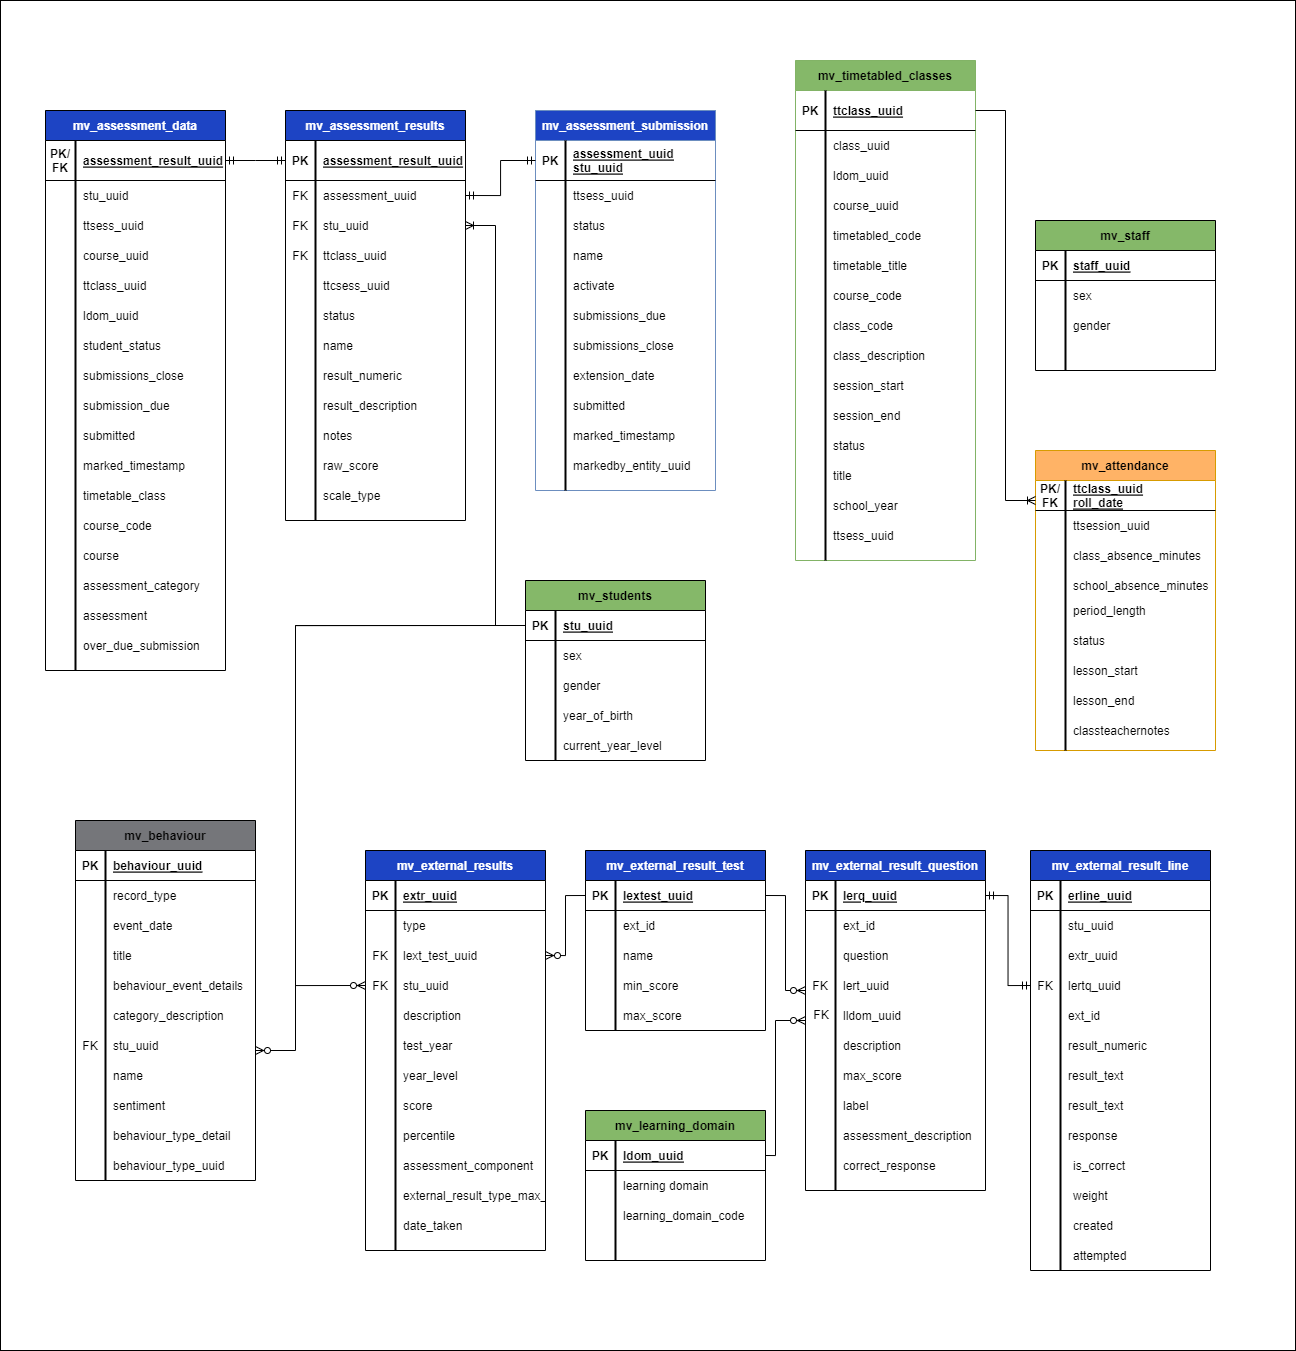 mv_assessment_data
PK/
FK
assessment_result_uuid
stu_uuid
ttsess_uuid
course_uuid
ttclass_uuid
ldom_uuid
student_status
submissions_close
submission_due
submitted
marked_timestamp
timetable_class
course_code
course
assessment_category
assessment
over_due_submission
mv_assessment_results
PK assessment_result_uuid
FK assessment_uuid
FK stu_uuid
FK ttclass_uuid
ttcsess_uuid
status
name
result_numeric
result_description
notes
raw_score
scale_type
mv_assessment_submission
PK
assessment_uuid
stu_uuid
ttsess_uuid
status
name
activate
submissions_due
submissions_close
extension_date
submitted
marked_timestamp
markedby_entity_uuid
mv_timetabled_classes
PK ttclass_uuid
class_uuid
ldom_uuid
course_uuid
timetabled_code
timetable_title
course_code
class_code
class_description
session_start
session_end
status
title
school_year
ttsess_uuid
mv_staff
PK staff_uuid
sex
gender
mv_attendance
PK/
FK
ttclass_uuid
roll_date
ttsession_uuid
class_absence_minutes
school_absence_minutes
period_length
status
lesson_start
lesson_end
classteachernotes
mv_students
PK stu_uuid
sex
gender
year_of_birth
current_year_level
mv_behaviour
PK behaviour_uuid
record_type
event_date
title
behaviour_event_details
category_description
FK stu_uuid
name
sentiment
behaviour_type_detail
behaviour_type_uuid
mv_external_results
PK extr_uuid
type
FK lext_test_uuid
FK stu_uuid
description
test_year
year_level
score
percentile
assessment_component
external_result_type_max_
date_taken
mv_external_result_test
PK lextest_uuid
ext_id
name
min_score
max_score
mv_learning_domain
PK ldom_uuid
learning domain
learning_domain_code
mv_external_result_question
PK lerq_uuid
ext_id
question
FK lert_uuid
FK lldom_uuid
description
max_score
label
assessment_description
correct_response
mv_external_result_line
PK erline_uuid
stu_uuid
extr_uuid
FK lertq_uuid
ext_id
result_numeric
result_text
result_text
response
is_correct
weight
created
attempted